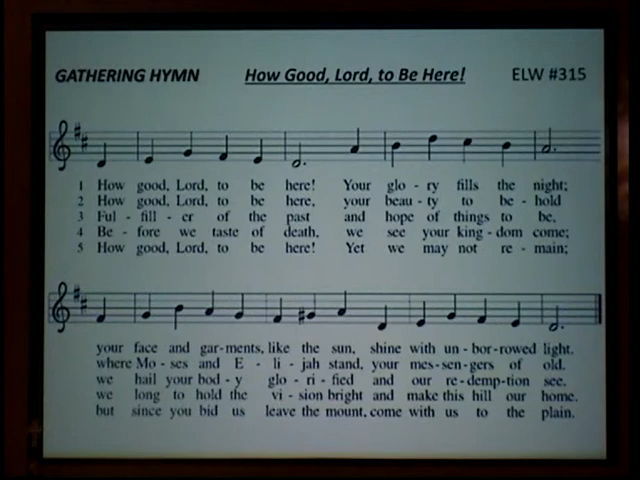 GATHERING HYMN How Good, Lord, to Be Here! ELW #315
1 How good, Lord, to be here! Your glo - ry fills the night;
2 How good, Lord, to be here, your beau - ty to be - hold
3 Ful - fill - er of the past and hope of things to be,
4 Be - fore we taste of death, we see your king - dom come;
5 How good, Lord, to be here! Yet we may not re - main;
your face and gar - ments, like the sun, shine with un - bor - rowed light.
where Mo - ses and E - li - jah stand, your mes - sen - gers of old.
we hail your bod - y glo - ri - fied and our re - demp - tion see.
we long to hold the vi - sion bright and make this hill our home.
but since you bid us leave the mount, come with us to the plain.